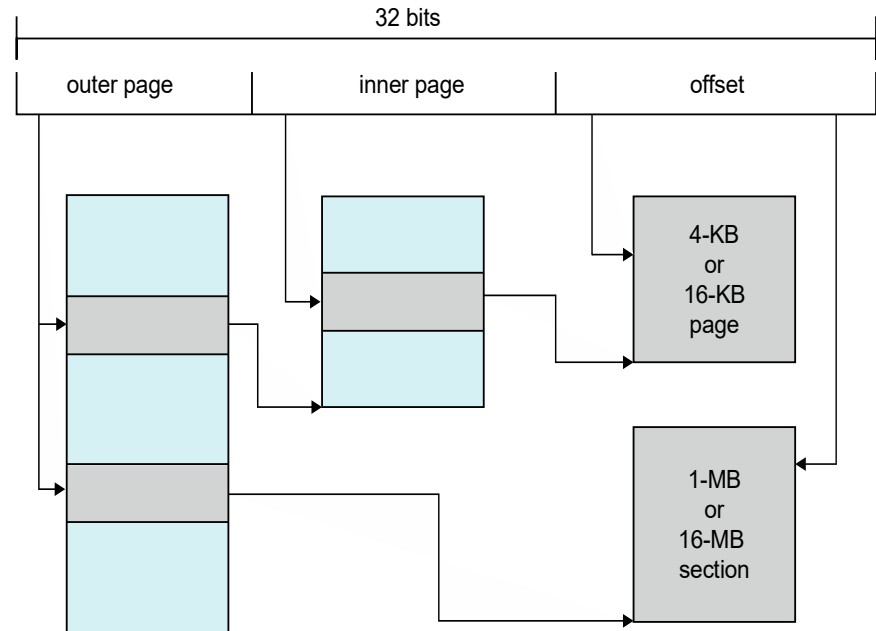 32 bits
outer page
inner page
offset
4-KB
or
16-KB
page
1-MB
or
16-MB
section